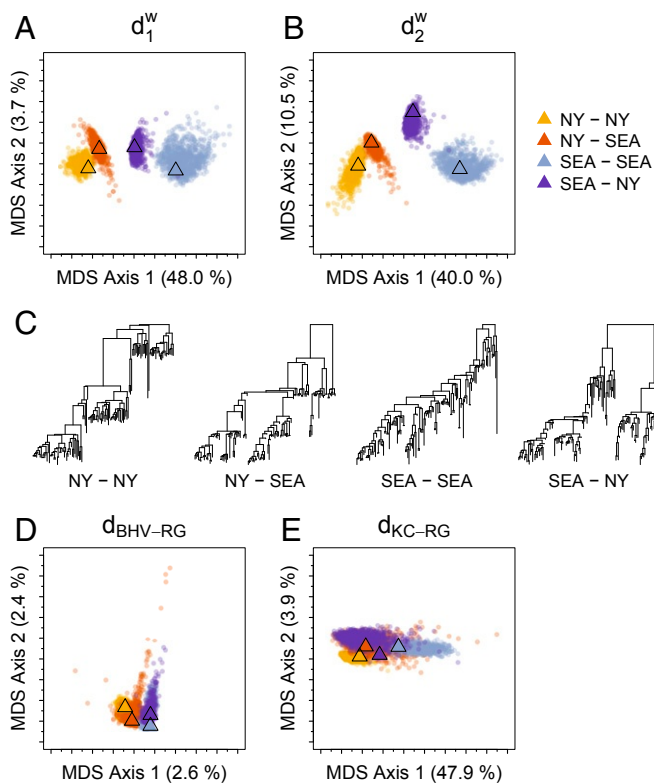 A
d₁ʷ
MDS Axis 2 (3.7 %)
MDS Axis 1 (48.0 %)
B
d₂ʷ
MDS Axis 2 (10.5 %)
MDS Axis 1 (40.0 %)
NY − NY
NY − SEA
SEA − SEA
SEA − NY
C
NY − NY
NY − SEA
SEA − SEA
SEA − NY
D
d_BHV−RG
MDS Axis 2 (2.4 %)
MDS Axis 1 (2.6 %)
E
d_KC−RG
MDS Axis 2 (3.9 %)
MDS Axis 1 (47.9 %)